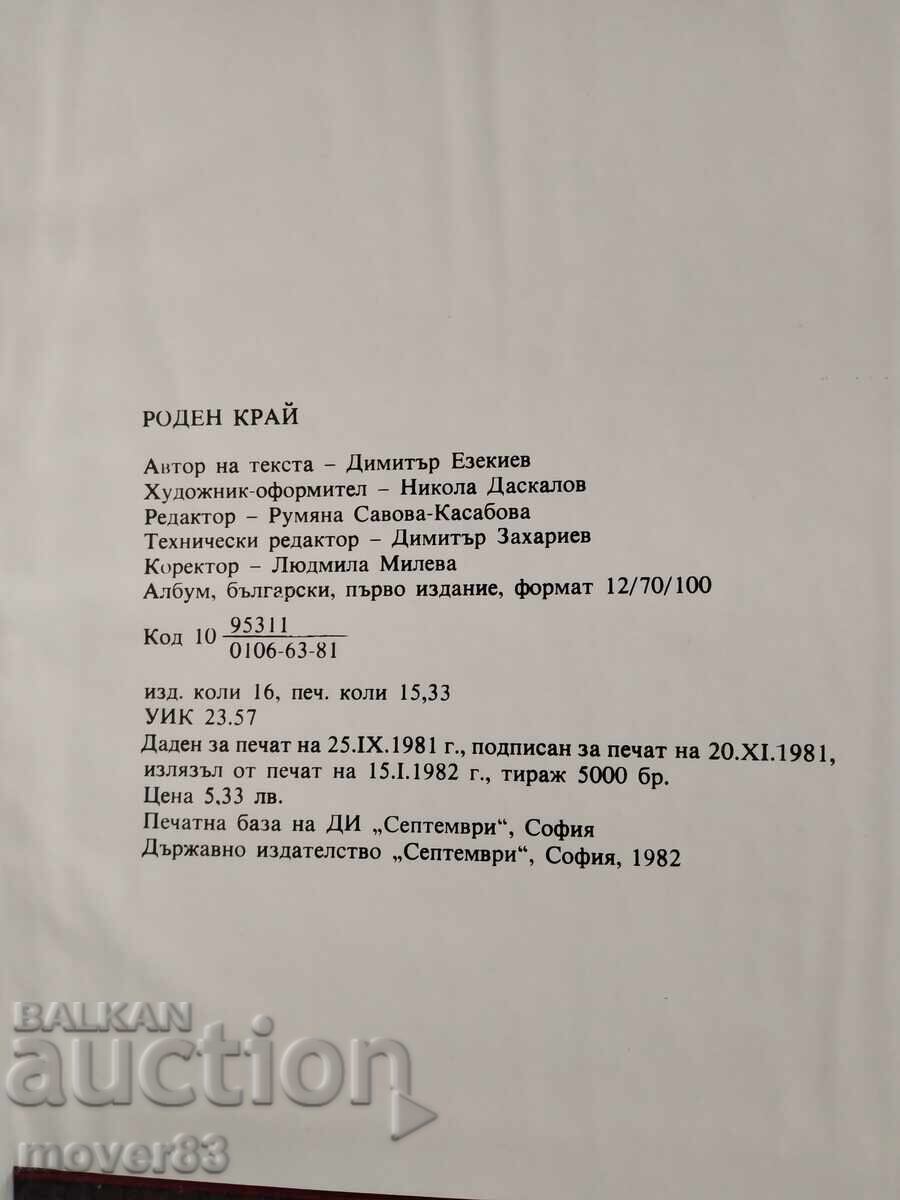 РОДЕН КРАЙ
Автор на текста – Димитър Езекиев
Художник-оформител – Никола Даскалов
Редактор – Румяна Савова-Касабова
Технически редактор – Димитър Захариев
Коректор – Людмила Милева
Албум, български, първо издание, формат 12/70/100
Код 10 95311
0106-63-81
изд. коли 16, печ. коли 15,33
УИК 23.57
Даден за печат на 25.IX.1981 г., подписан за печат на 20.XI.1981,
излязъл от печат на 15.I.1982 г., тираж 5000 бр.
Цена 5,33 лв.
Печатна база на ДИ „Септември“, София
Държавно издателство „Септември“, София, 1982
BALKAN
auction
mover83